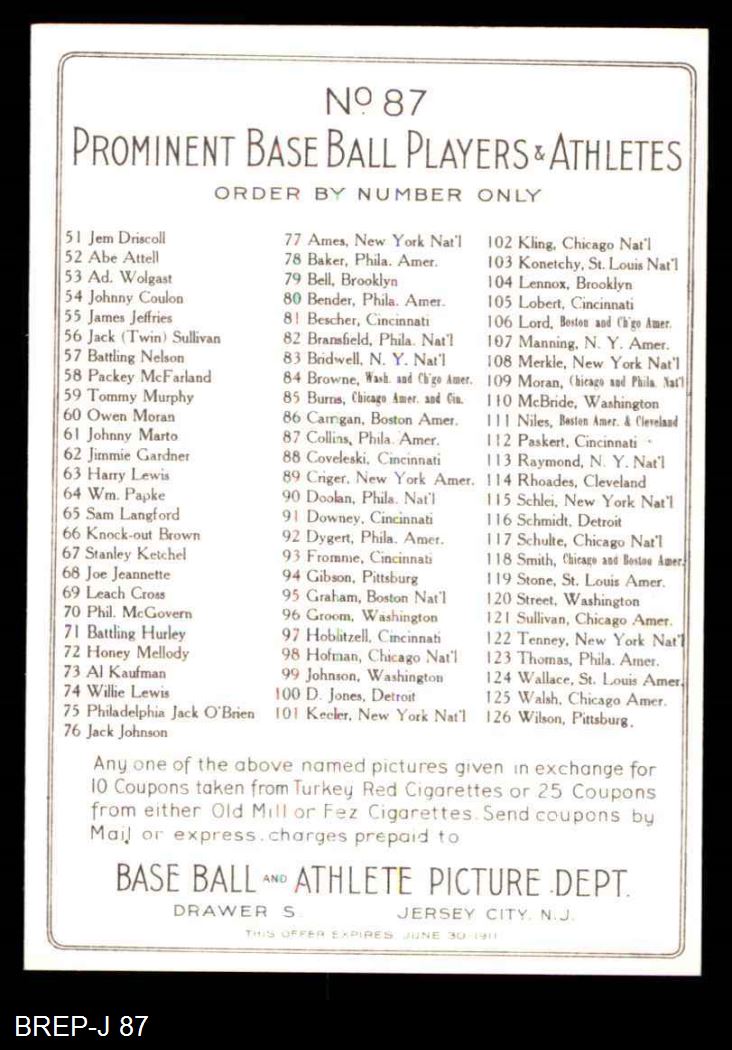 No 87
PROMINENT BASE BALL PLAYERS & ATHLETES
ORDER BY NUMBER ONLY
51 Jem Driscoll
52 Abe Attell
53 Ad. Wolgast
54 Johnny Coulon
55 James Jeffries
56 Jack (Twin) Sullivan
57 Battling Nelson
58 Packey McFarland
59 Tommy Murphy
60 Owen Moran
61 Johnny Marto
62 Jimmie Gardner
63 Harry Lewis
64 Wm. Papke
65 Sam Langford
66 Knock-out Brown
67 Stanley Ketchel
68 Joe Jeannette
69 Leach Cross
70 Phil. McGovern
71 Battling Hurley
72 Honey Mellody
73 Al Kaufman
74 Willie Lewis
75 Philadelphia Jack O'Brien
76 Jack Johnson
77 Ames, New York Nat'l
78 Baker, Phila. Amer.
79 Bell, Brooklyn
80 Bender, Phila. Amer.
81 Bescher, Cincinnati
82 Bransfield, Phila. Nat'l
83 Bridwell, N. Y. Nat'l
84 Browne, Wash. and Ch'go Amer.
85 Burns, Chicago Amer. and Cin.
86 Carrigan, Boston Amer.
87 Collins, Phila. Amer.
88 Coveleski, Cincinnati
89 Criger, New York Amer.
90 Doolan, Phila. Nat'l
91 Downey, Cincinnati
92 Dygert, Phila. Amer.
93 Fromme, Cincinnati
94 Gibson, Pittsburg
95 Graham, Boston Nat'l
96 Groom, Washington
97 Hoblitzell, Cincinnati
98 Hofman, Chicago Nat'l
99 Johnson, Washington
100 D. Jones, Detroit
101 Keeler, New York Nat'l
102 Kling, Chicago Nat'l
103 Konetchy, St. Louis Nat'l
104 Lennox, Brooklyn
105 Lobert, Cincinnati
106 Lord, Boston and Ch'go Amer.
107 Manning, N. Y. Amer.
108 Merkle, New York Nat'l
109 Moran, Chicago and Phila. Nat'l
110 McBride, Washington
111 Niles, Boston Amer. & Cleveland
112 Paskert, Cincinnati
113 Raymond, N. Y. Nat'l
114 Rhoades, Cleveland
115 Schlei, New York Nat'l
116 Schmidt, Detroit
117 Schulte, Chicago Nat'l
118 Smith, Chicago and Boston Amer.
119 Stone, St. Louis Amer.
120 Street, Washington
121 Sullivan, Chicago Amer.
122 Tenney, New York Nat'l
123 Thomas, Phila. Amer.
124 Wallace, St. Louis Amer.
125 Walsh, Chicago Amer.
126 Wilson, Pittsburg.
Any one of the above named pictures given in exchange for
10 Coupons taken from Turkey Red Cigarettes or 25 Coupons
from either Old Mill or Fez Cigarettes. Send coupons by
Mail or express. charges prepaid to
BASE BALL AND ATHLETE PICTURE DEPT.
DRAWER S. JERSEY CITY, N.J.
THIS OFFER EXPIRES JUNE 30-1911
BREP-J 87